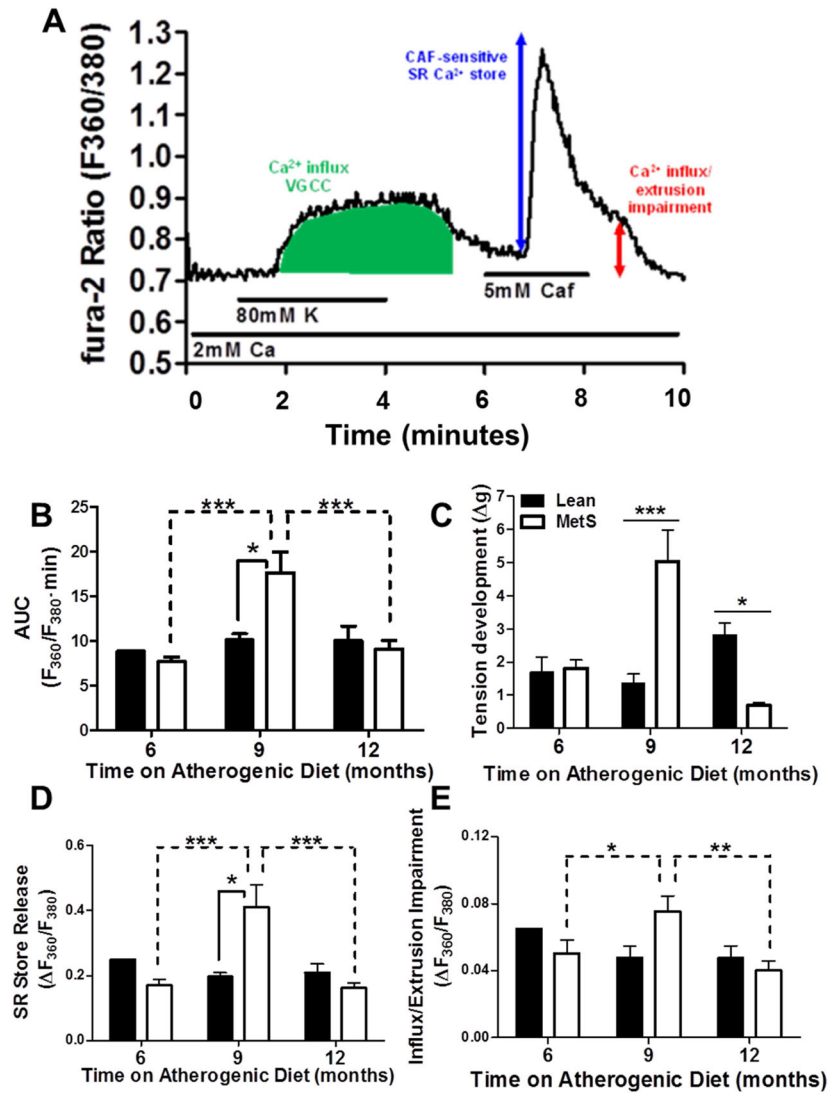 A
fura-2 Ratio (F360/380)
1.3
1.2
1.1
1.0
0.9
0.8
0.7
0.6
0.5
CAF-sensitive
SR Ca²⁺ store
Ca²⁺ influx
VGCC
Ca²⁺ influx/
extrusion
impairment
5mM Caf
80mM K
2mM Ca
0 2 4 6 8 10
Time (minutes)
B
AUC
(F360/F380· min)
25
20
15
10
5
0
*** ***
*
6 9 12
Time on Atherogenic Diet (months)
C
Tension development (Δg)
7
6
5
4
3
2
1
0
Lean
MetS
***
*
6 9 12
Time on Atherogenic Diet (months)
D
SR Store Release
(ΔF360/F380)
0.6
0.4
0.2
0.0
*** ***
*
6 9 12
Time on Atherogenic Diet (months)
E
Influx/Extrusion Impairment
(ΔF360/F380)
0.12
0.08
0.04
0.00
* **
6 9 12
Time on Atherogenic Diet (months)